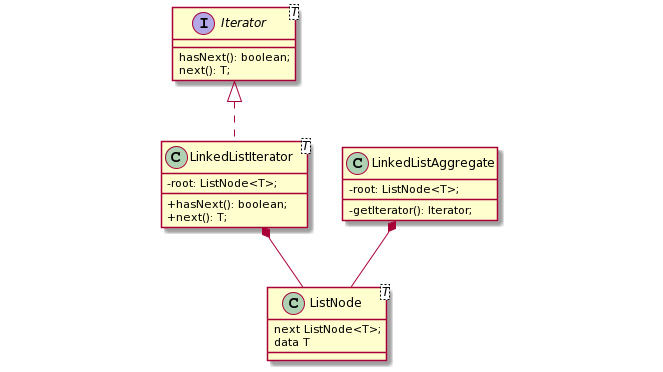 I Iterator T
hasNext(): boolean;
next(): T;
C LinkedListIterator T
-root: ListNode<T>;
+hasNext(): boolean;
+next(): T;
C LinkedListAggregate
-root: ListNode<T>;
-getIterator(): Iterator;
C ListNode T
next ListNode<T>;
data T